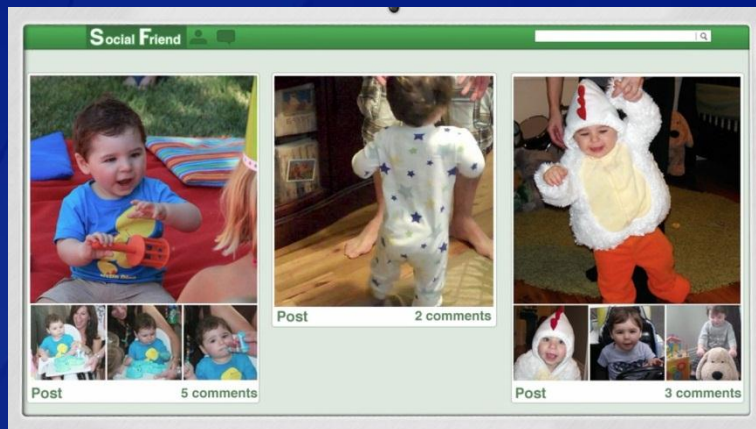 Social Friend
Post
5 comments
Post
2 comments
Post
3 comments